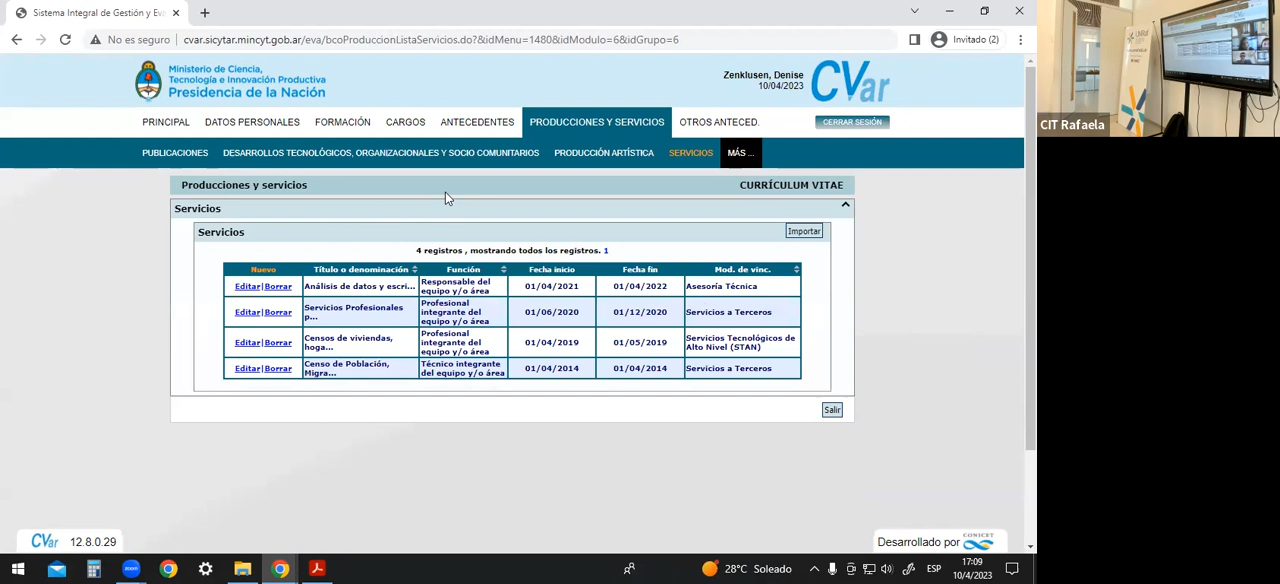 Sistema Integral de Gestión y Eva
No es seguro
cvar.sicytar.mincyt.gob.ar/eva/bcoProduccionListaServicios.do?&idMenu=1480&idModulo=6&idGrupo=6
Invitado (2)
Ministerio de Ciencia,
Tecnología e Innovación Productiva
Presidencia de la Nación
Zenklusen, Denise
10/04/2023
CVar
PRINCIPAL DATOS PERSONALES FORMACIÓN CARGOS ANTECEDENTES PRODUCCIONES Y SERVICIOS OTROS ANTECED. CERRAR SESIÓN
PUBLICACIONES DESARROLLOS TECNOLÓGICOS, ORGANIZACIONALES Y SOCIO COMUNITARIOS PRODUCCIÓN ARTÍSTICA SERVICIOS MÁS ...
Producciones y servicios CURRÍCULUM VITAE
Servicios
Servicios Importar
4 registros , mostrando todos los registros. 1
Nuevo Título o denominación Función Fecha inicio Fecha fin Mod. de vinc.
Editar|Borrar Análisis de datos y escri... Responsable del
equipo y/o área 01/04/2021 01/04/2022 Asesoría Técnica
Editar|Borrar Servicios Profesionales
p... Profesional
integrante del
equipo y/o área 01/06/2020 01/12/2020 Servicios a Terceros
Editar|Borrar Censos de viviendas,
hoga... Profesional
integrante del
equipo y/o área 01/04/2019 01/05/2019 Servicios Tecnológicos de
Alto Nivel (STAN)
Editar|Borrar Censo de Población,
Migra... Técnico integrante
del equipo y/o área 01/04/2014 01/04/2014 Servicios a Terceros
Salir
CVar 12.8.0.29
Desarrollado por CONICET
zoom
28°C Soleado
ESP
17:09
10/4/2023
CIT Rafaela